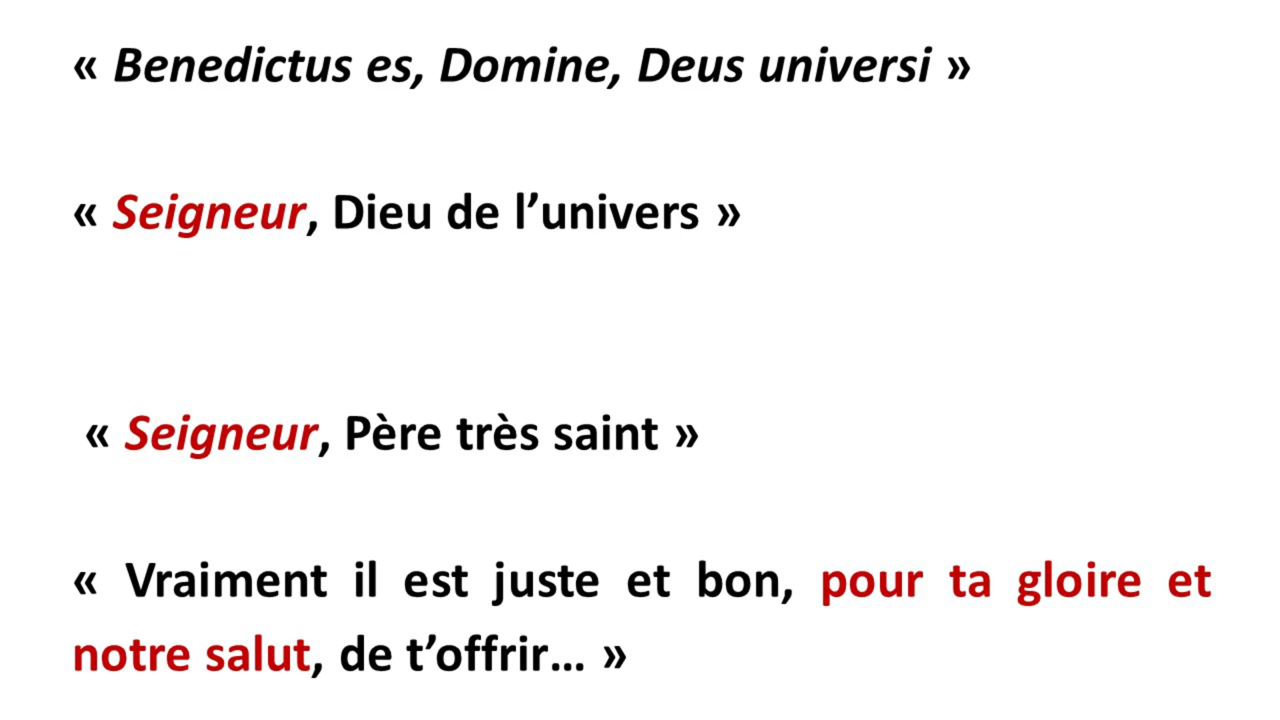 « Benedictus es, Domine, Deus universi »
« Seigneur, Dieu de l’univers »
« Seigneur, Père très saint »
« Vraiment il est juste et bon, pour ta gloire et
notre salut, de t’offrir… »